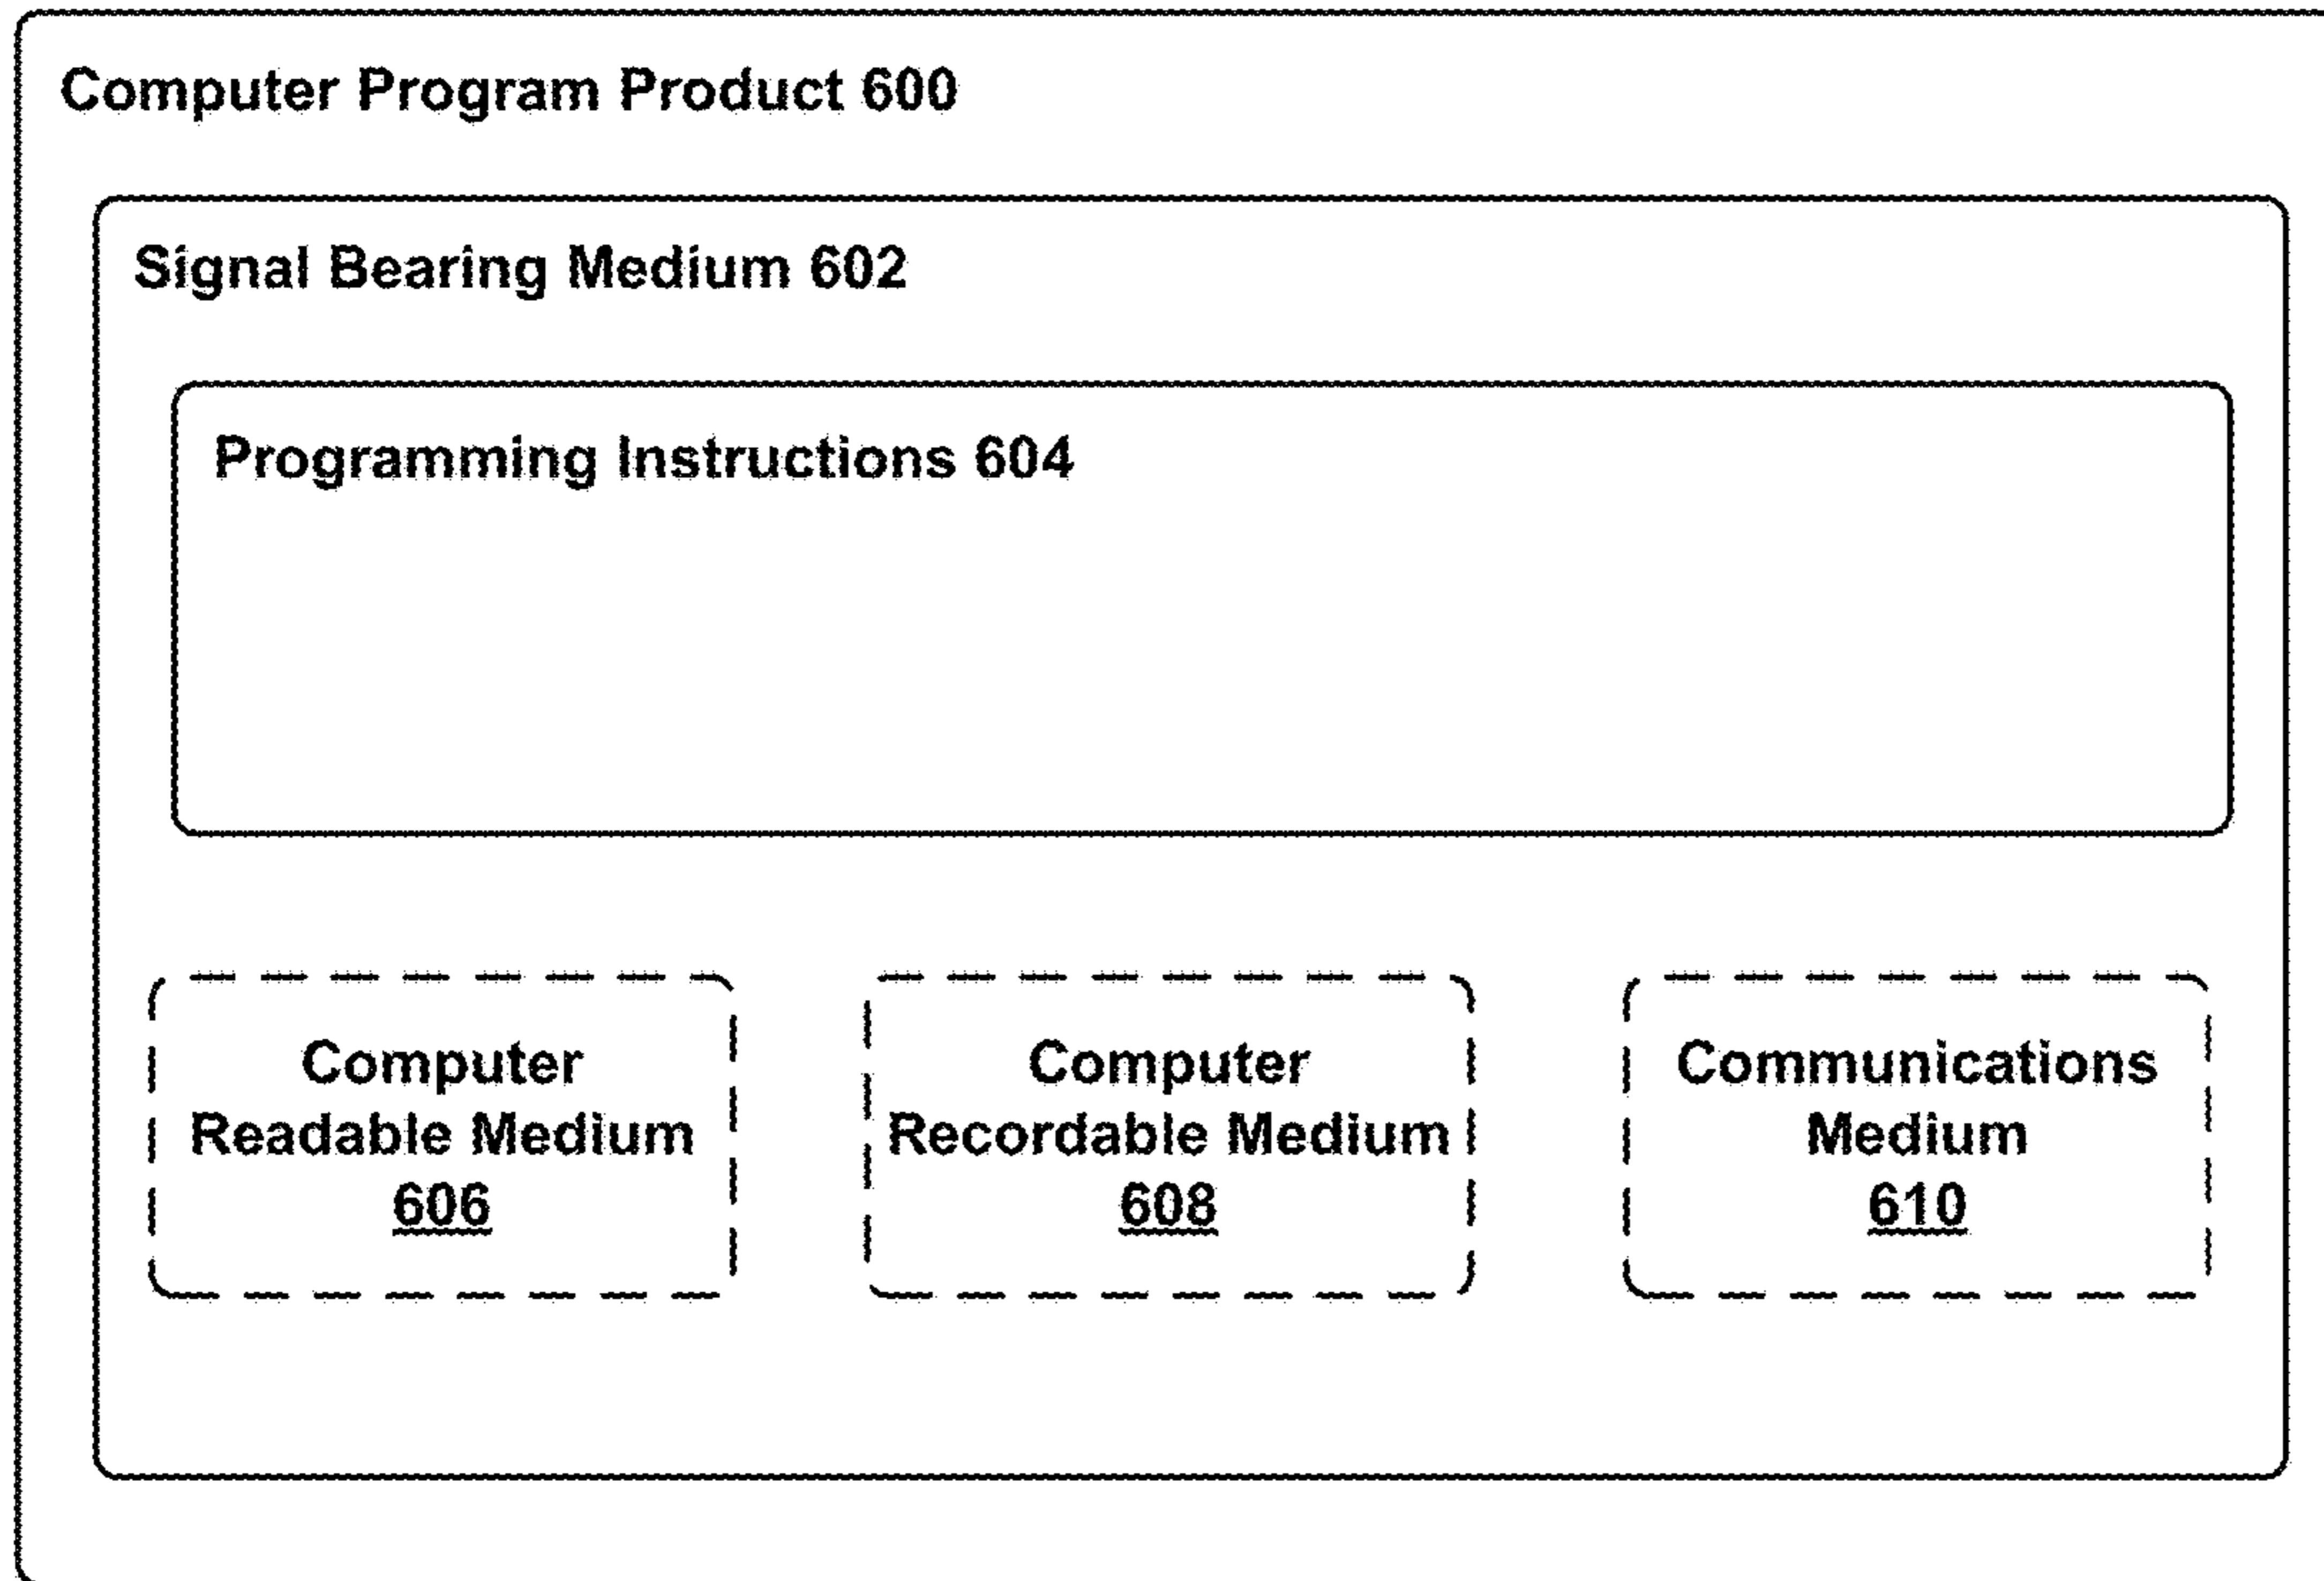 Computer Program Product 600
Signal Bearing Medium 602
Programming Instructions 604
Computer
Readable Medium
606
Computer
Recordable Medium
608
Communications
Medium
610